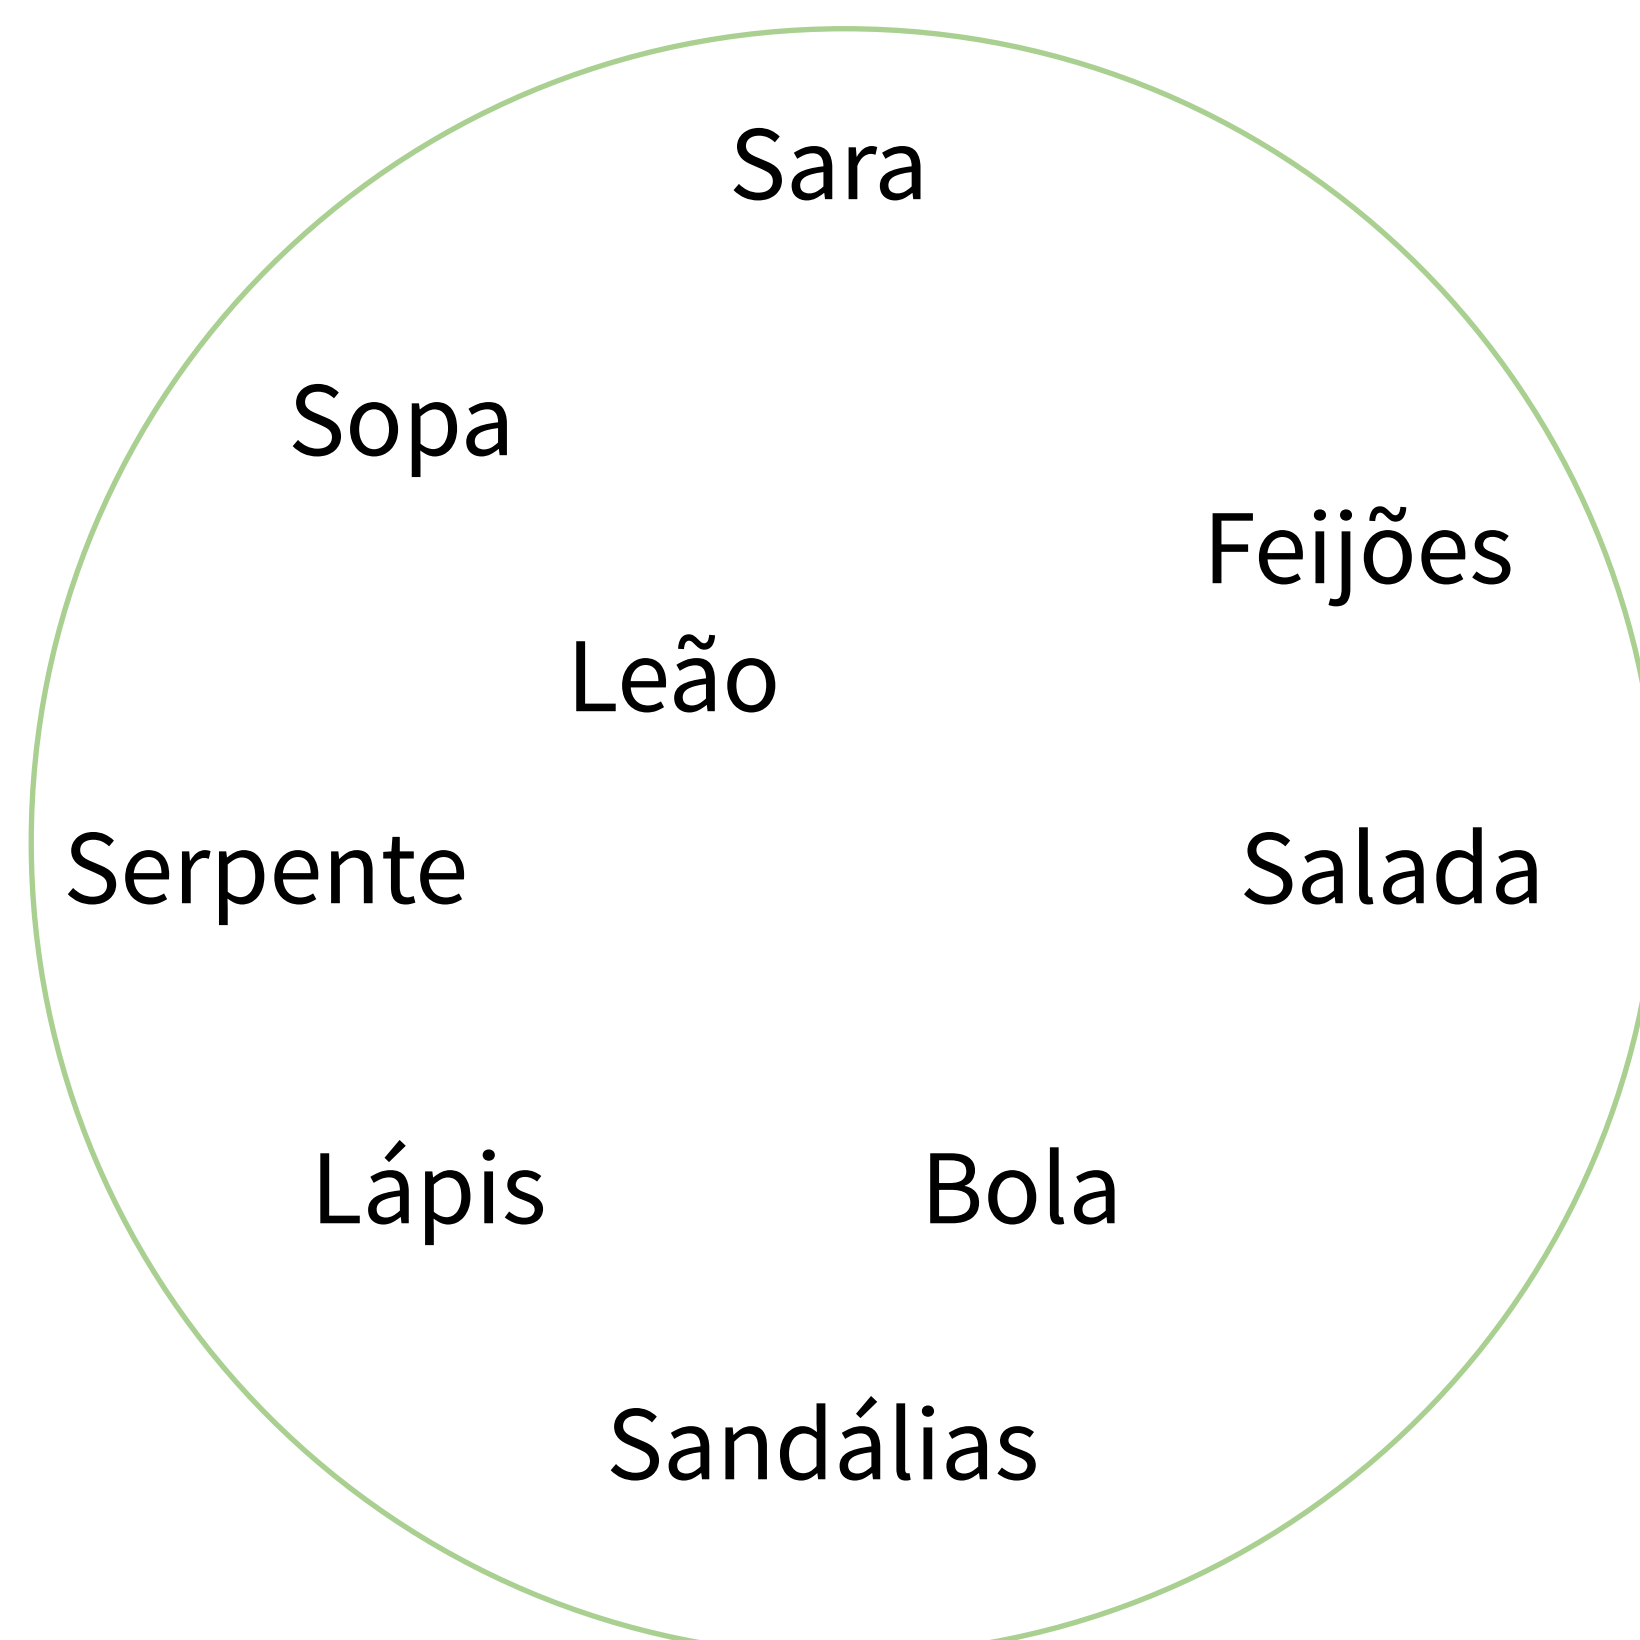 Sara
Sopa
Feijões
Leão
Serpente
Salada
Lápis
Bola
Sandálias